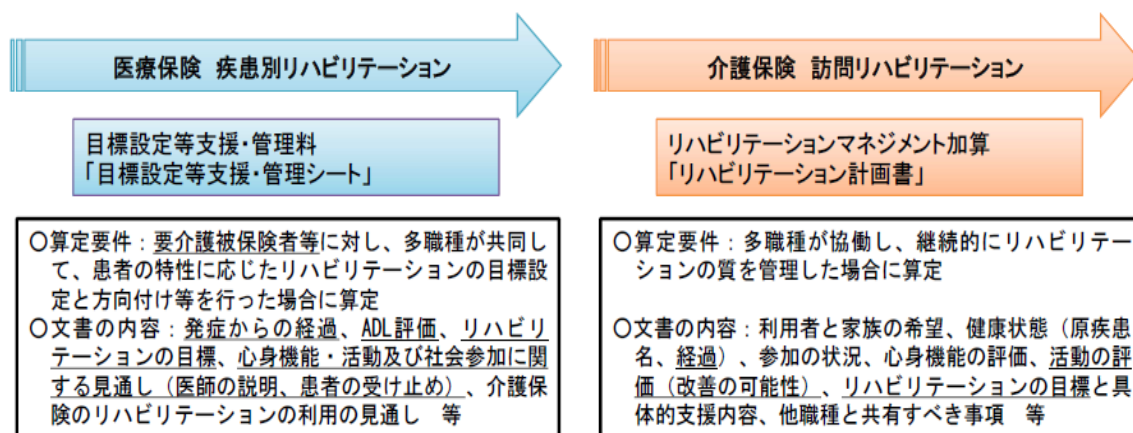 医療保険 疾患別リハビリテーション
目標設定等支援・管理料
「目標設定等支援・管理シート」
〇算定要件：要介護被保険者等に対し、多職種が共同し
て、患者の特性に応じたリハビリテーションの目標設
定と方向付け等を行った場合に算定
〇文書の内容：発症からの経過、ADL評価、リハビリ
テーションの目標、心身機能・活動及び社会参加に関
する見通し（医師の説明、患者の受け止め）、介護保
険のリハビリテーションの利用の見通し　等
介護保険 訪問リハビリテーション
リハビリテーションマネジメント加算
「リハビリテーション計画書」
〇算定要件：多職種が協働し、継続的にリハビリテー
ションの質を管理した場合に算定
〇文書の内容：利用者と家族の希望、健康状態（原疾患
名、経過）、参加の状況、心身機能の評価、活動の評
価（改善の可能性）、リハビリテーションの目標と具
体的支援内容、他職種と共有すべき事項　等